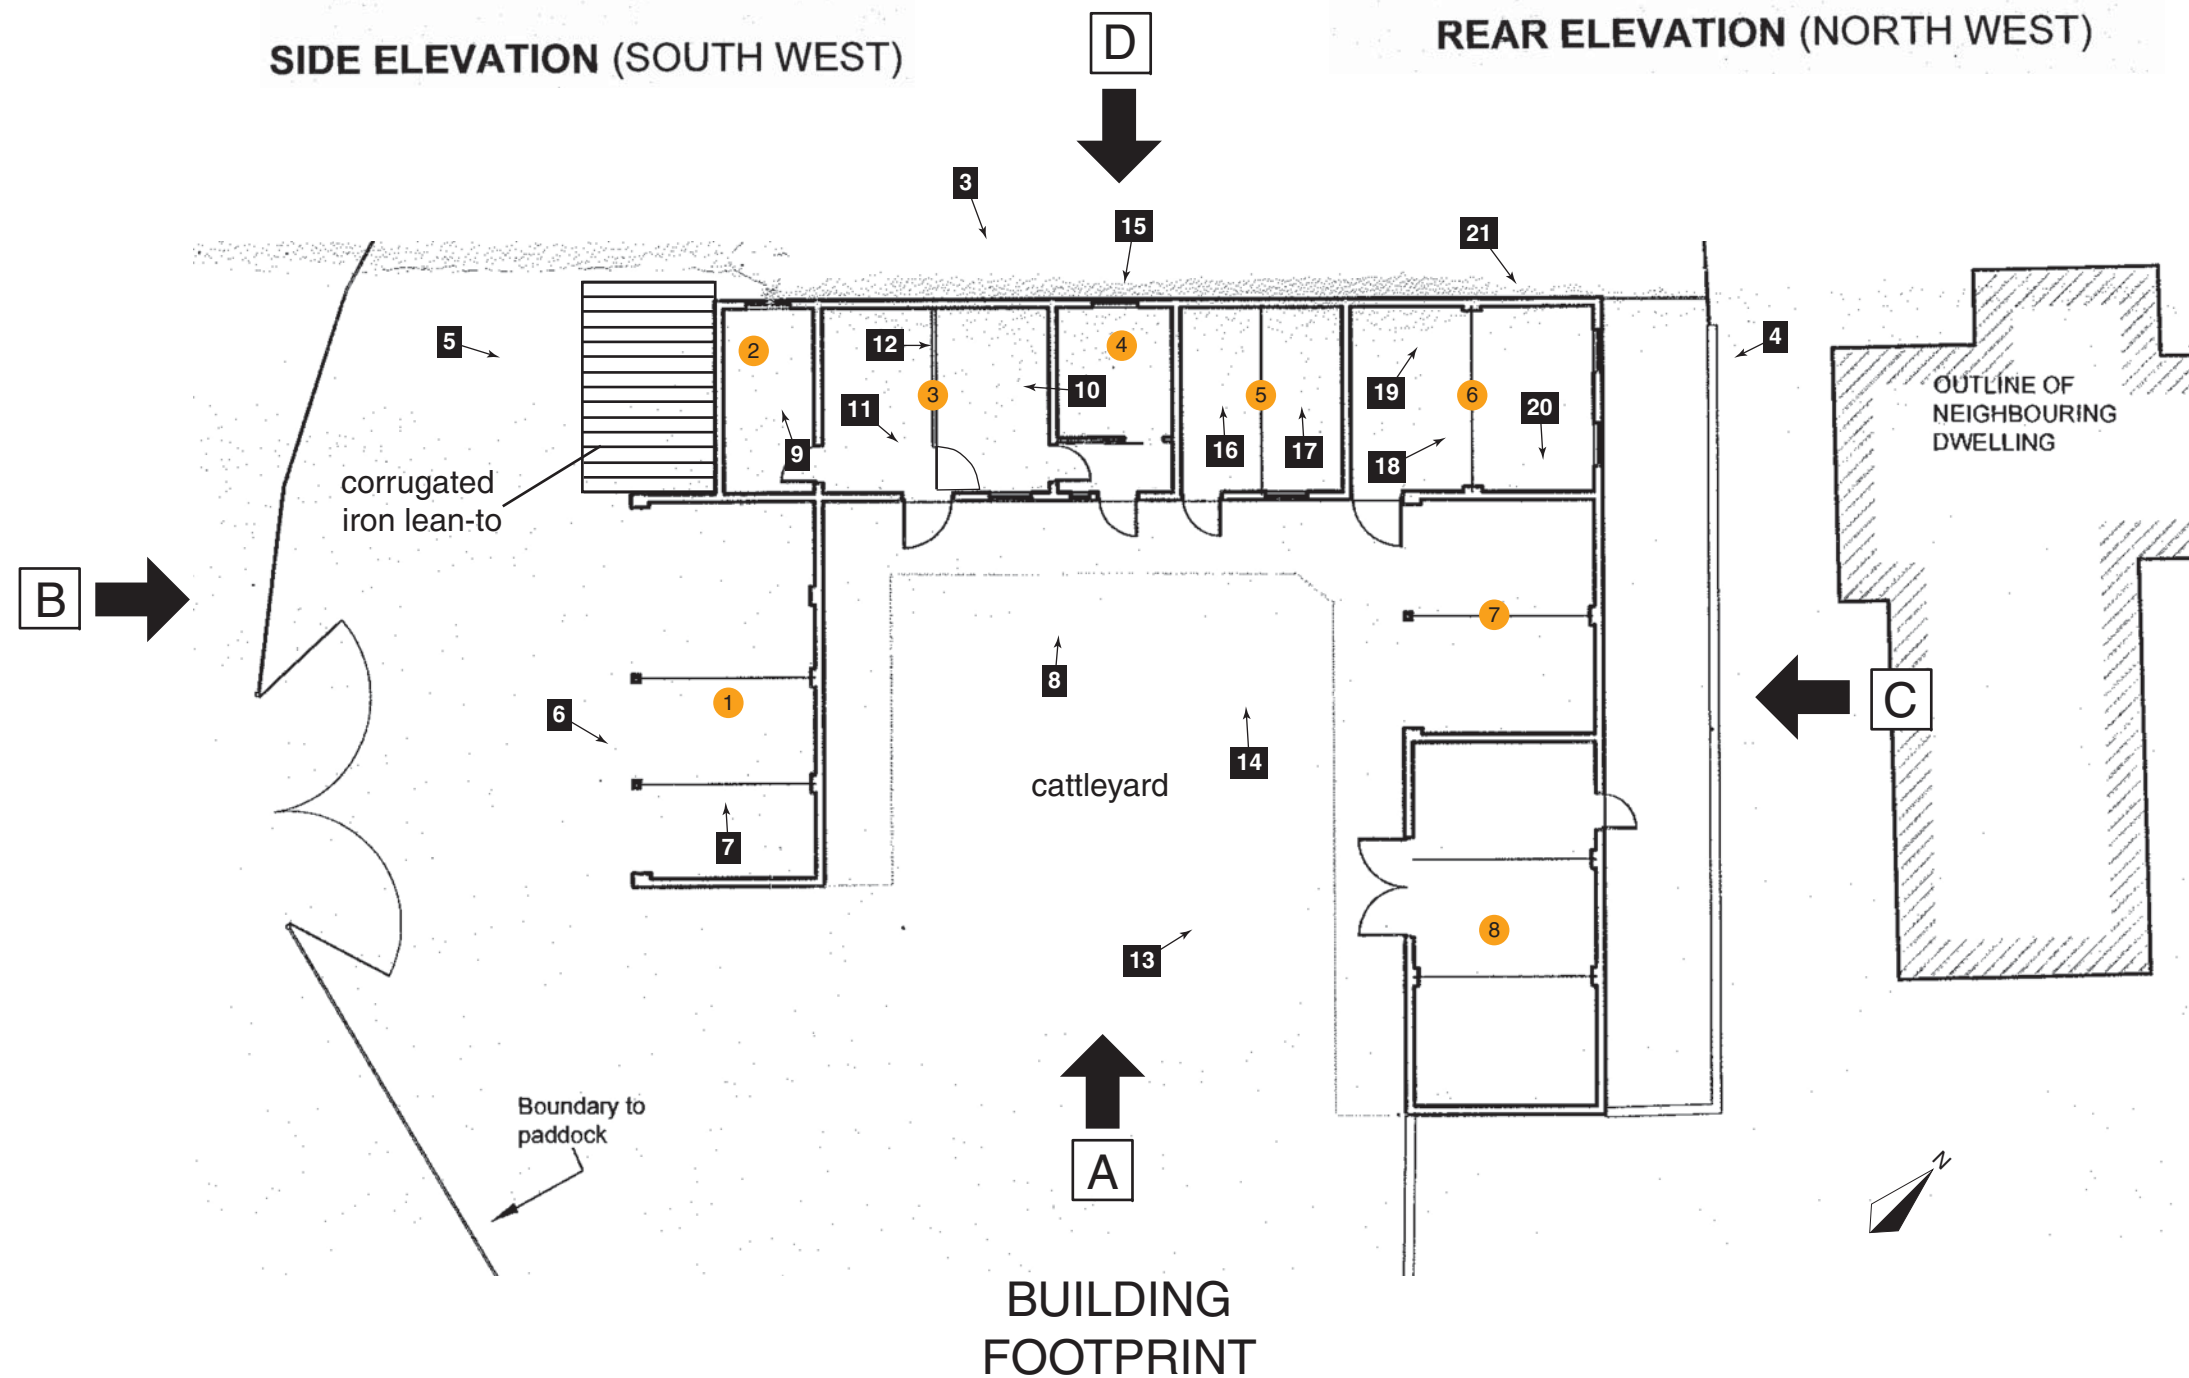 SIDE ELEVATION (SOUTH WEST)
D
REAR ELEVATION (NORTH WEST)
3
15
21
5
2
12
3
10
11
4
9
16
5
17
19
6
20
18
4
OUTLINE OF
NEIGHBOURING
DWELLING
corrugated
iron lean-to
B
1
6
7
8
14
cattleyard
13
7
8
C
A
Boundary to
paddock
N
BUILDING
FOOTPRINT